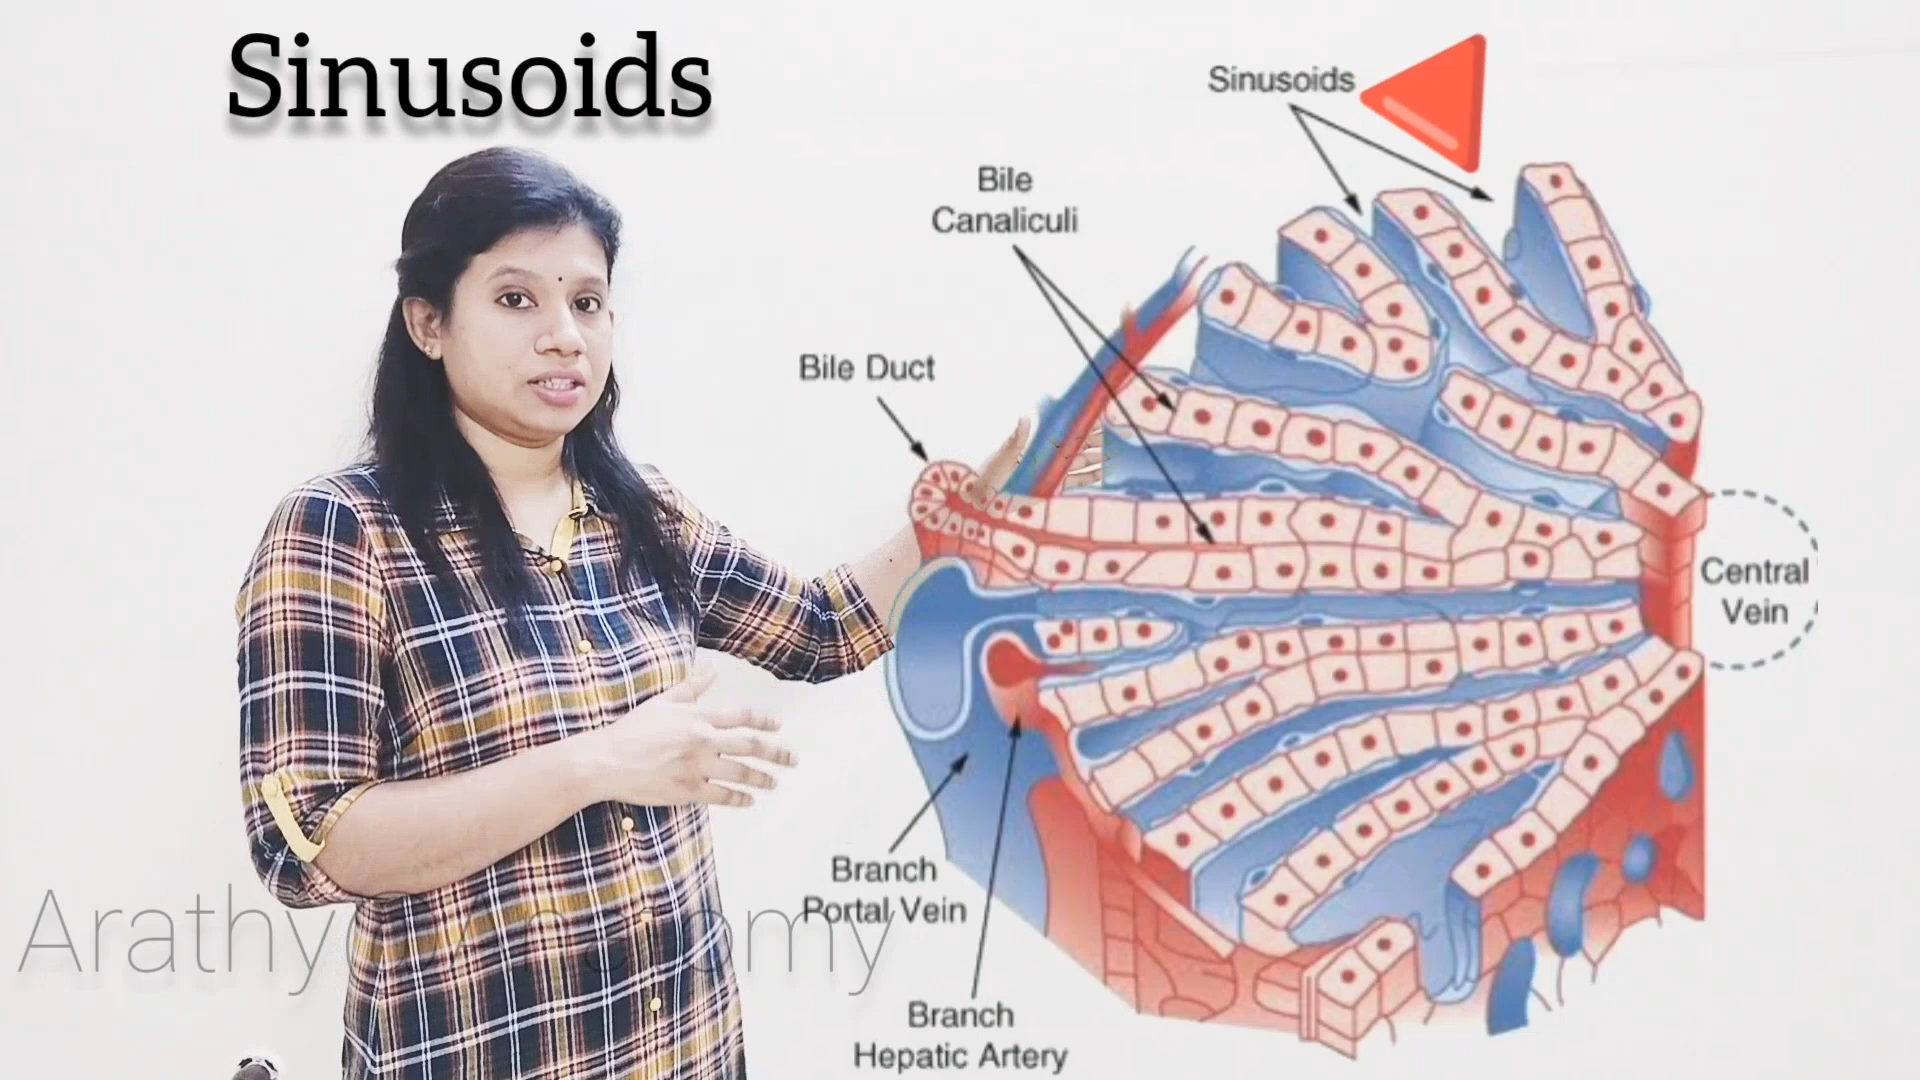 Sinusoids
Sinusoids
Bile
Canaliculi
Bile Duct
Central
Vein
Branch
Portal Vein
Branch
Hepatic Artery